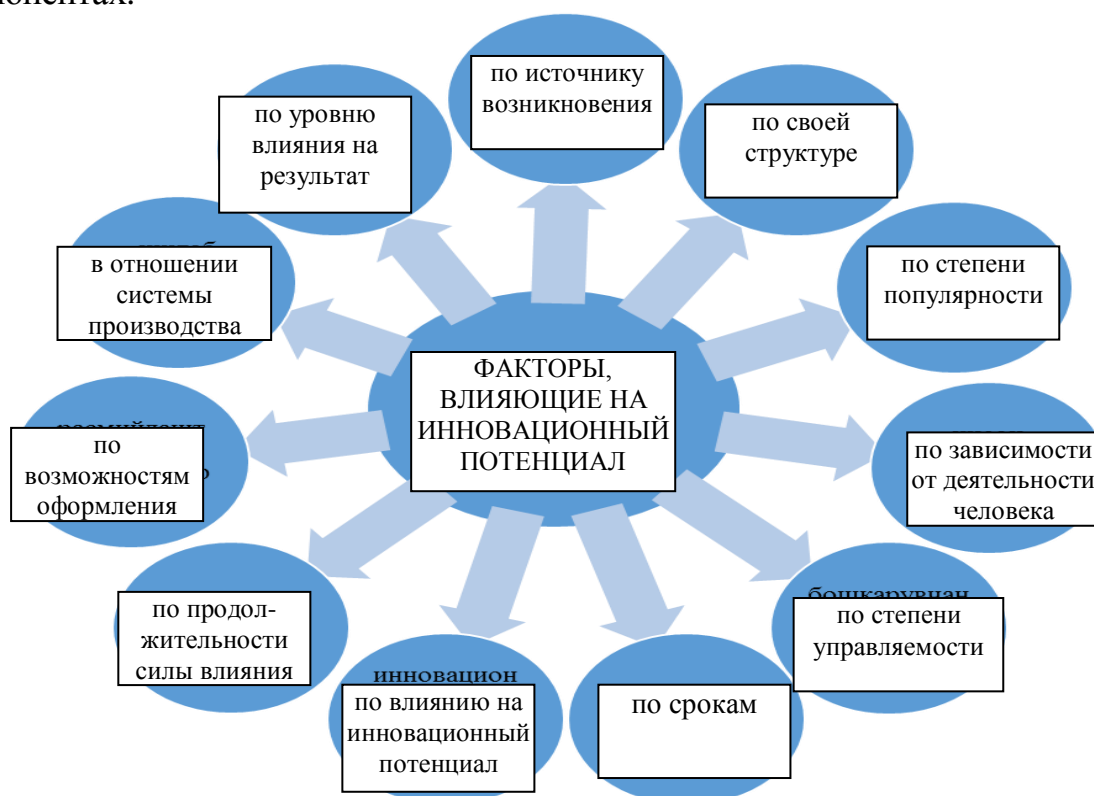 по источнику
возникновения
по своей
структуре
по степени
популярности
по зависимости
от деятельности
человека
по степени
управляемости
по срокам
инновацион
по влиянию на
инновационный
потенциал
по продол-
жительности
силы влияния
по
возможностям
оформления
в отношении
системы
производства
по уровню
влияния на
результат
ФАКТОРЫ,
ВЛИЯЮЩИЕ НА
ИННОВАЦИОННЫЙ
ПОТЕНЦИАЛ